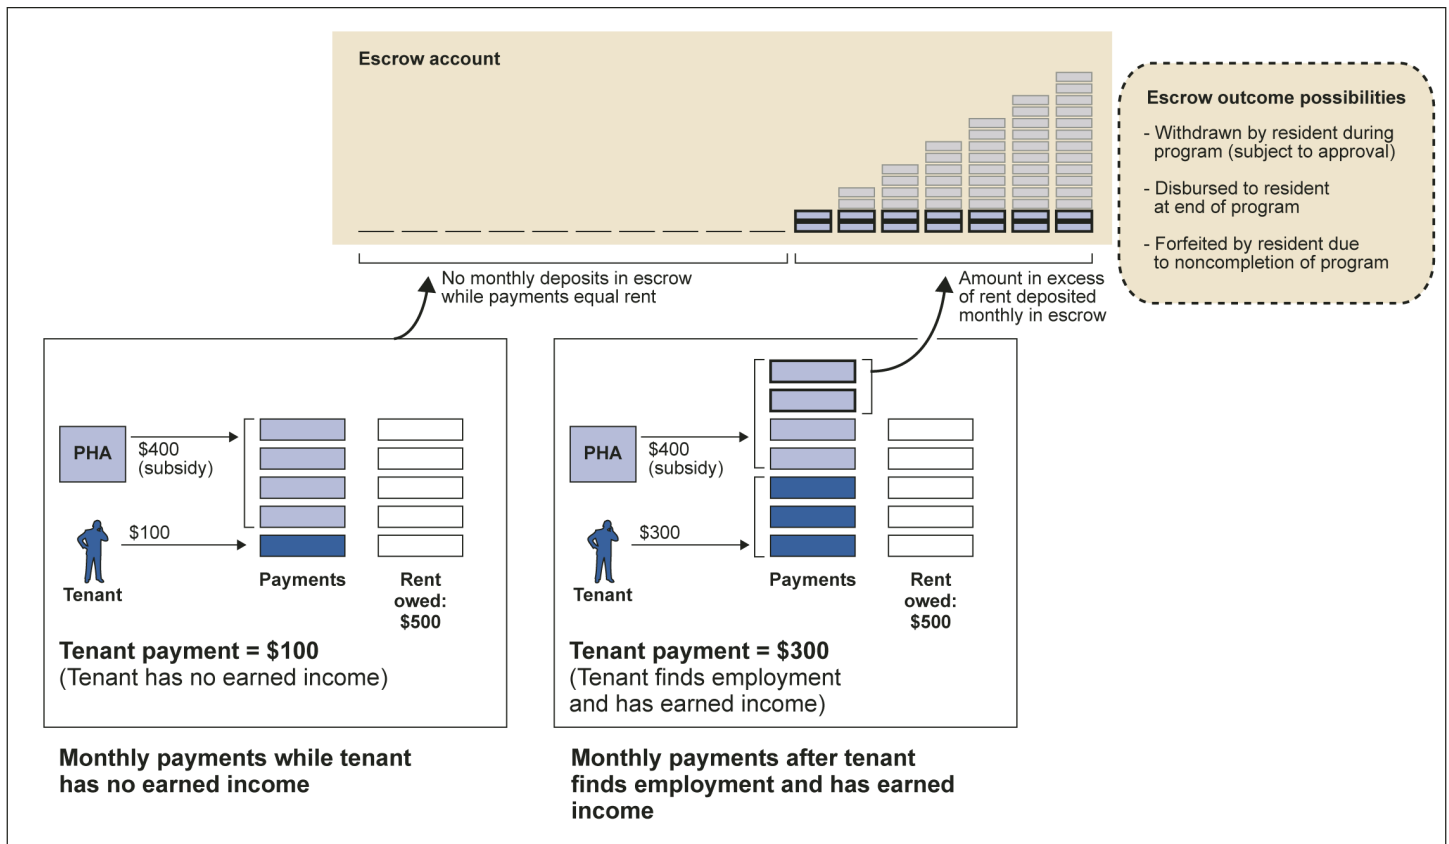 Escrow account
Escrow outcome possibilities
- Withdrawn by resident during
program (subject to approval)
- Disbursed to resident
at end of program
- Forfeited by resident due
to noncompletion of program
No monthly deposits in escrow
while payments equal rent
Amount in excess
of rent deposited
monthly in escrow
PHA
$400
(subsidy)
$100
Tenant
Payments
Rent
owed:
$500
Tenant payment = $100
(Tenant has no earned income)
Monthly payments while tenant
has no earned income
PHA
$400
(subsidy)
$300
Tenant
Payments
Rent
owed:
$500
Tenant payment = $300
(Tenant finds employment
and has earned income)
Monthly payments after tenant
finds employment and has earned
income